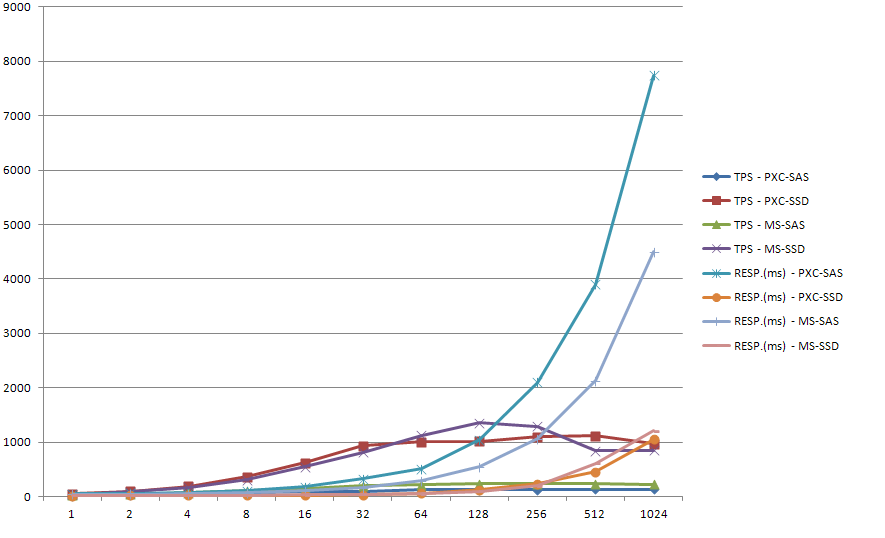 9000
8000
7000
6000
5000
4000
3000
2000
1000
0
1 2 4 8 16 32 64 128 256 512 1024
TPS - PXC-SAS
TPS - PXC-SSD
TPS - MS-SAS
TPS - MS-SSD
RESP.(ms) - PXC-SAS
RESP.(ms) - PXC-SSD
RESP.(ms) - MS-SAS
RESP.(ms) - MS-SSD